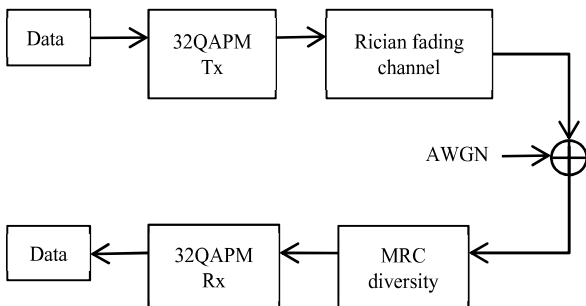 Data
32QAPM
Tx
Rician fading
channel
AWGN
Data
32QAPM
Rx
MRC
diversity